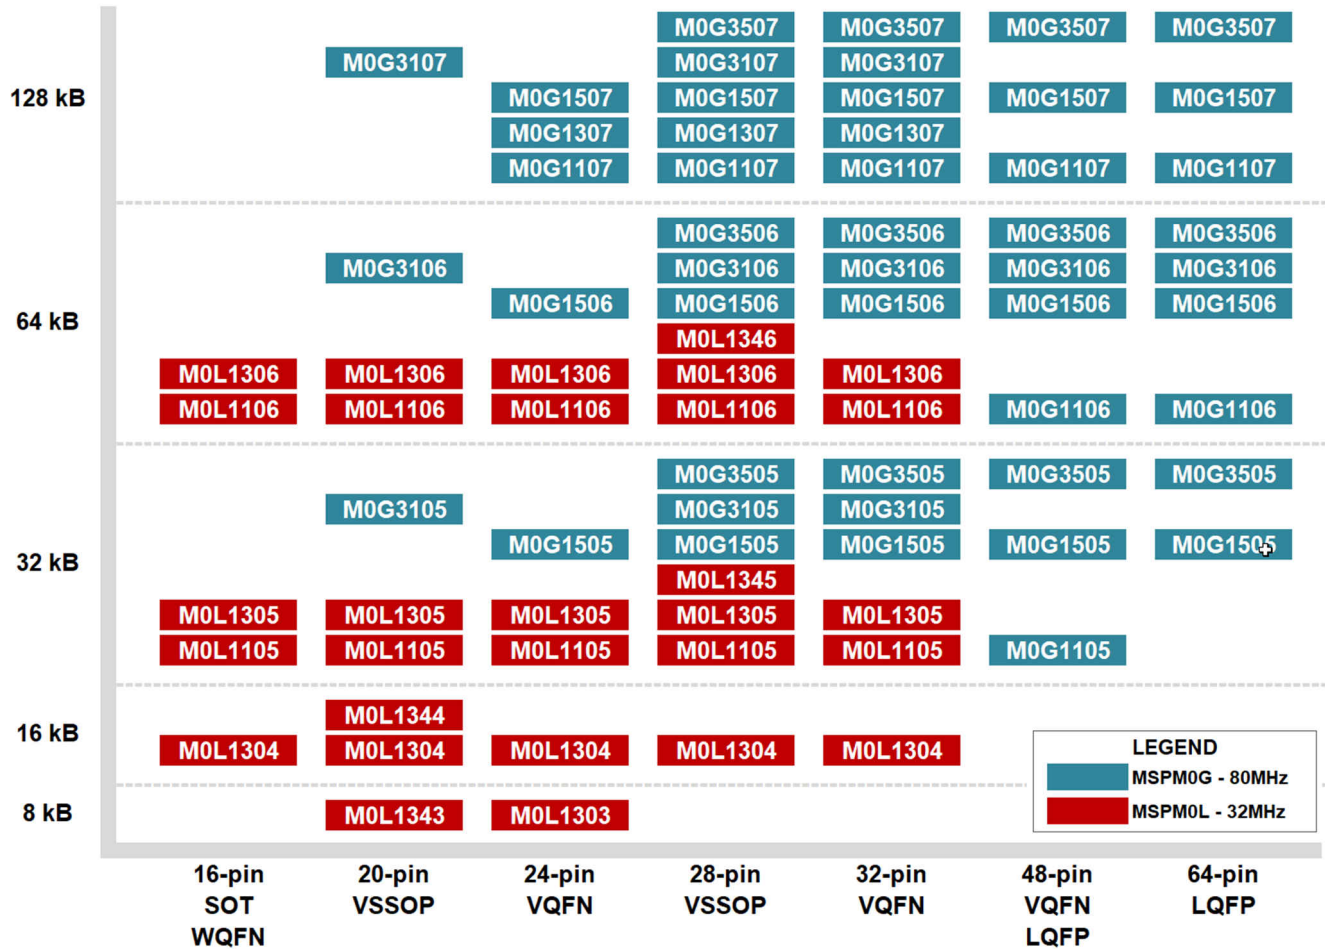 M0G3507 M0G3507 M0G3507 M0G3507
M0G3107 M0G3107 M0G3107
128 kB M0G1507 M0G1507 M0G1507 M0G1507 M0G1507
M0G1307 M0G1307 M0G1307
M0G1107 M0G1107 M0G1107 M0G1107 M0G1107
M0G3506 M0G3506 M0G3506 M0G3506
M0G3106 M0G3106 M0G3106 M0G3106 M0G3106
64 kB M0G1506 M0G1506 M0G1506 M0G1506 M0G1506
M0L1346
M0L1306 M0L1306 M0L1306 M0L1306 M0L1306
M0L1106 M0L1106 M0L1106 M0L1106 M0L1106 M0G1106 M0G1106
M0G3505 M0G3505 M0G3505 M0G3505
M0G3105 M0G3105 M0G3105
32 kB M0G1505 M0G1505 M0G1505 M0G1505 M0G1505
M0L1345
M0L1305 M0L1305 M0L1305 M0L1305 M0L1305
M0L1105 M0L1105 M0L1105 M0L1105 M0L1105 M0G1105
M0L1344
16 kB M0L1304 M0L1304 M0L1304 M0L1304 M0L1304
8 kB M0L1343 M0L1303
LEGEND
MSPM0G - 80MHz
MSPM0L - 32MHz
16-pin 20-pin 24-pin 28-pin 32-pin 48-pin 64-pin
SOT VSSOP VQFN VSSOP VQFN VQFN LQFP
WQFN LQFP